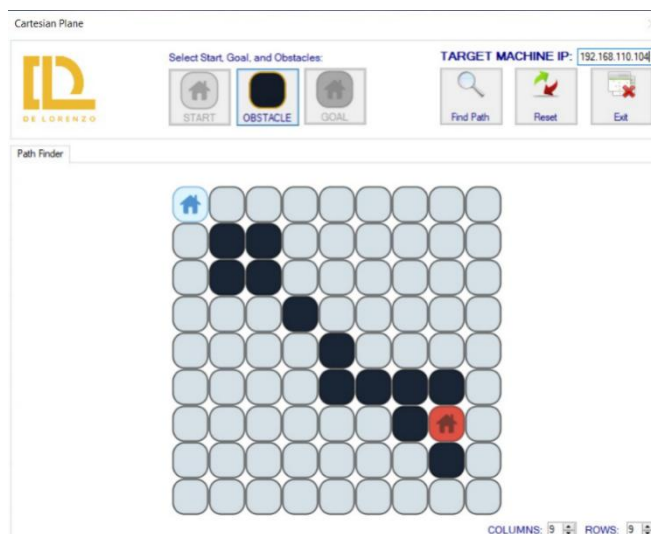 Cartesian Plane
Select Start, Goal, and Obstacles:
TARGET MACHINE IP: 192.168.110.104
DE LORENZO
START OBSTACLE GOAL Find Path Reset Exit
Path Finder
COLUMNS: 9 ROWS: 9